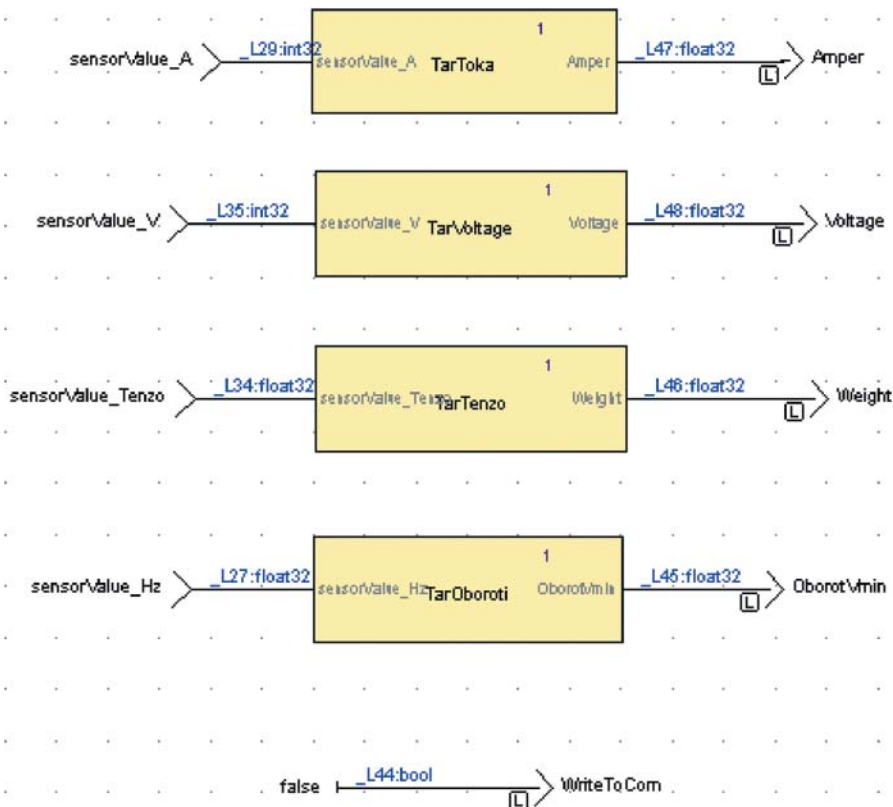 1
sensorValue_A _L29:int32 sensorValue_A TarToka Amper _L47:float32 Amper
L
1
sensorValue_V _L35:int32 sensorValue_V TarVoltage Voltage _L48:float32 Voltage
L
1
sensorValue_Tenzo _L34:float32 sensorValue_Tenzo TarTenzo Weight _L46:float32 Weight
L
1
sensorValue_Hz _L27:float32 sensorValue_Hz TarOboroti OborotVmin _L45:float32 OborotVmin
L
false _L44:bool WriteToCom
L